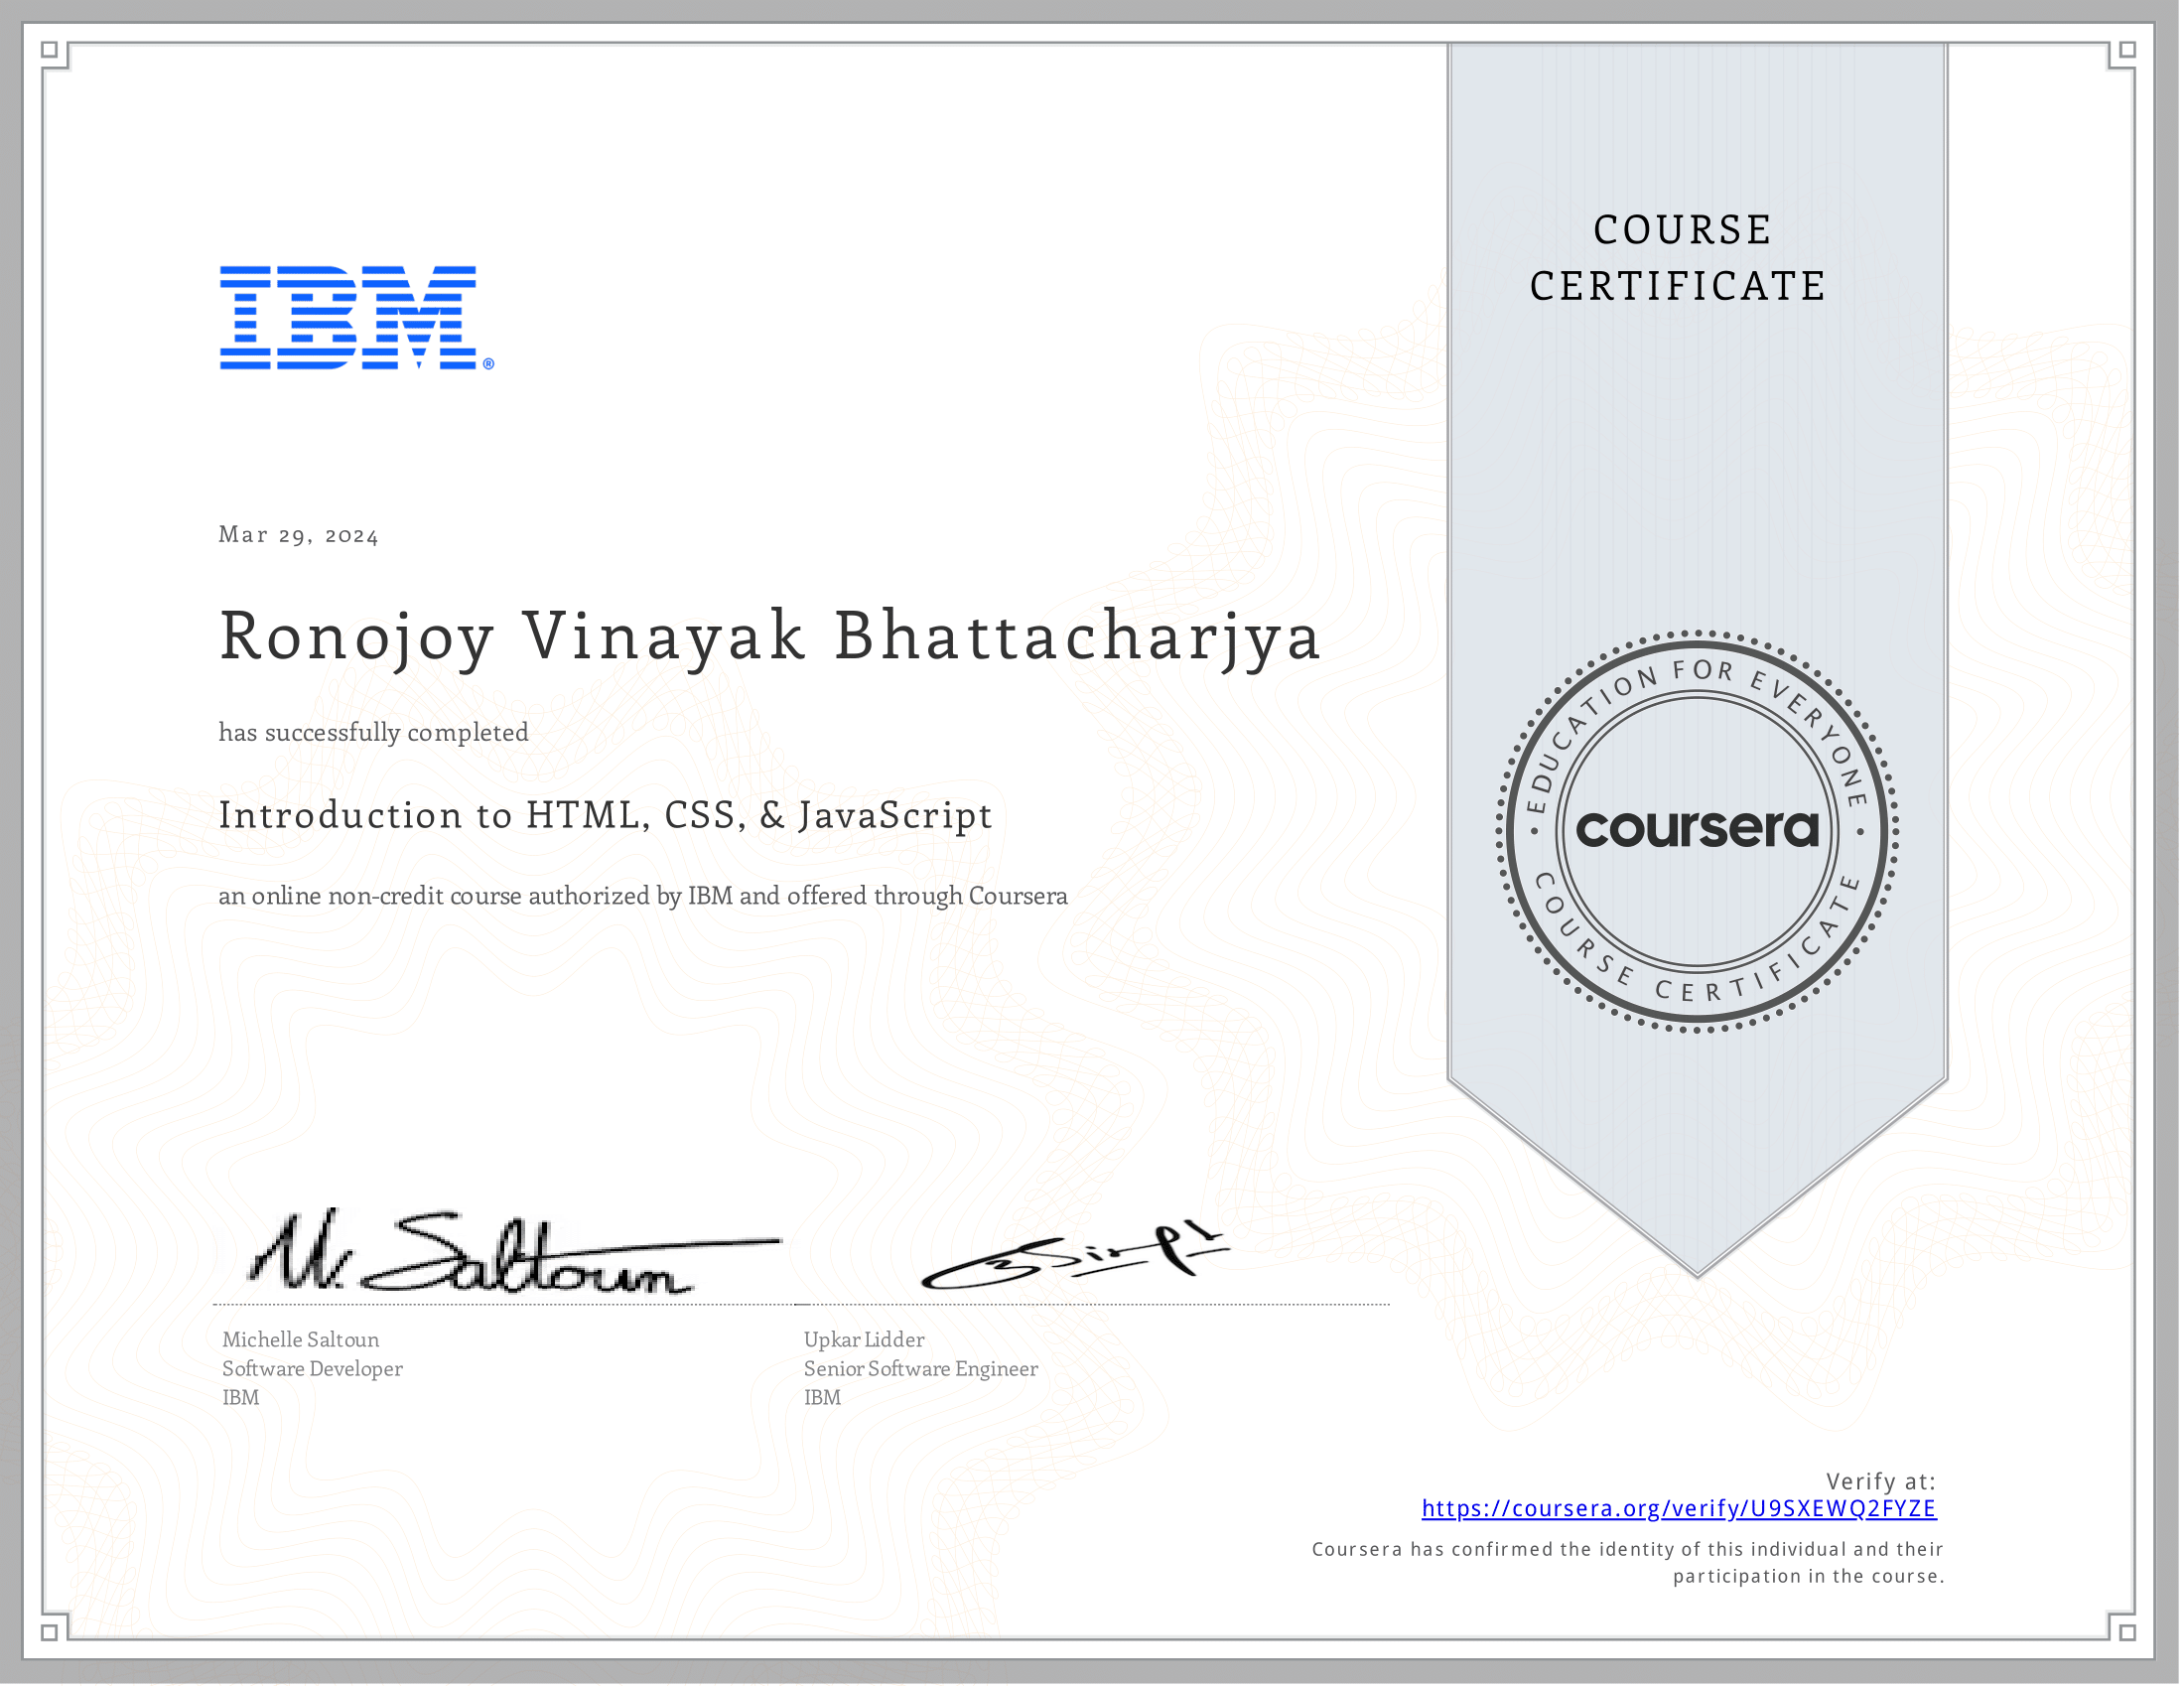 IBM®
COURSE
CERTIFICATE
Mar 29, 2024
Ronojoy Vinayak Bhattacharjya
has successfully completed
Introduction to HTML, CSS, & JavaScript
an online non-credit course authorized by IBM and offered through Coursera
EDUCATION FOR EVERYONE
coursera
COURSE CERTIFICATE
M. Saltoun
Michelle Saltoun
Software Developer
IBM
Upkar Lidder
Senior Software Engineer
IBM
Verify at:
https://coursera.org/verify/U9SXEWQ2FYZE
Coursera has confirmed the identity of this individual and their
participation in the course.